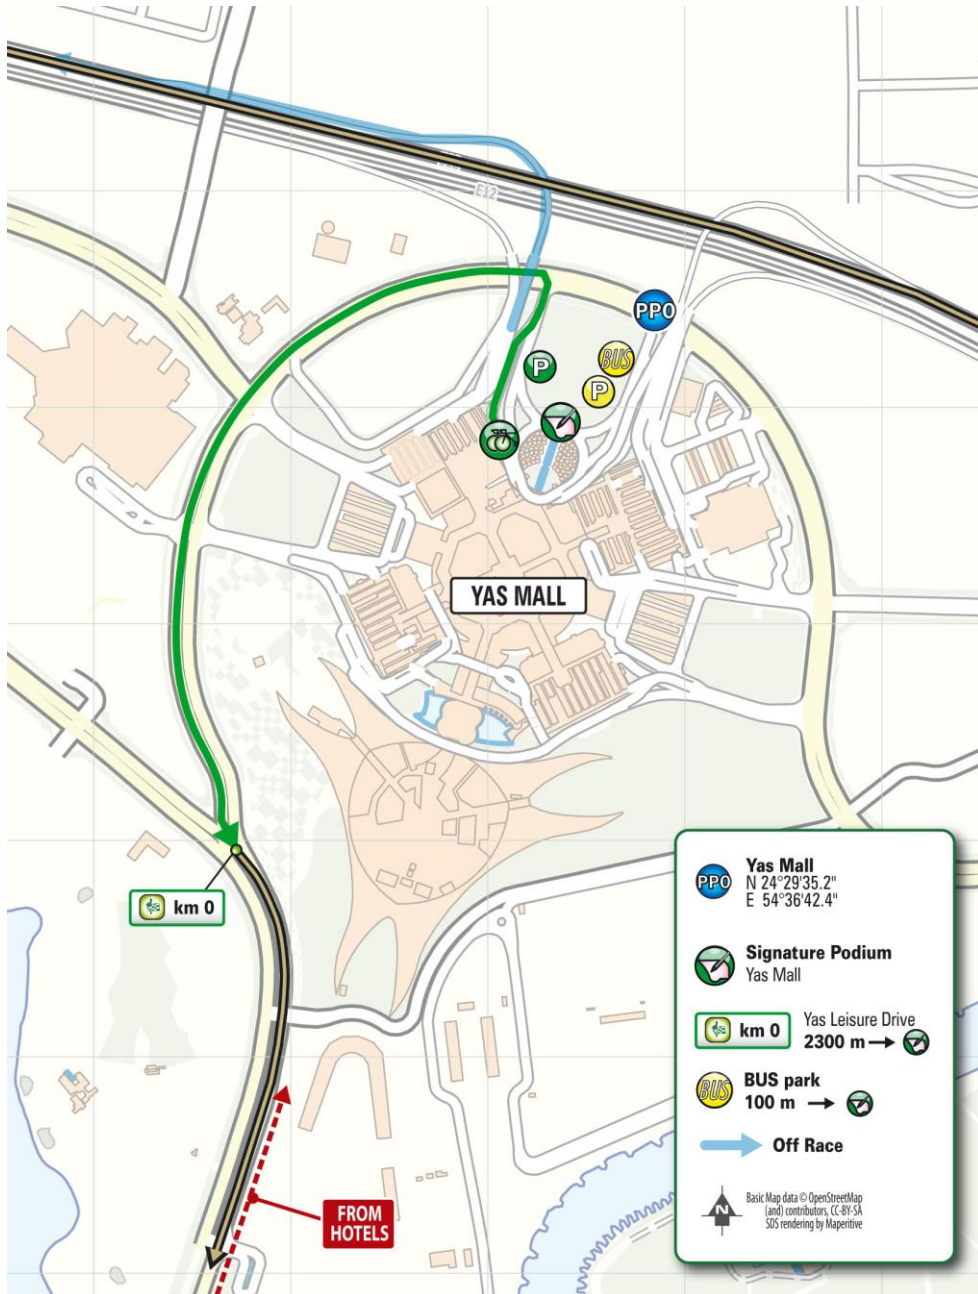 E12
PPO
P
BUS
P
YAS MALL
km 0
FROM
HOTELS
PPO
Yas Mall
N 24°29'35.2"
E 54°36'42.4"
Signature Podium
Yas Mall
km 0
Yas Leisure Drive
2300 m
BUS
BUS park
100 m
Off Race
N
Basic Map data © OpenStreetMap
(and) contributors, CC-BY-SA
SDS rendering by Maperitive